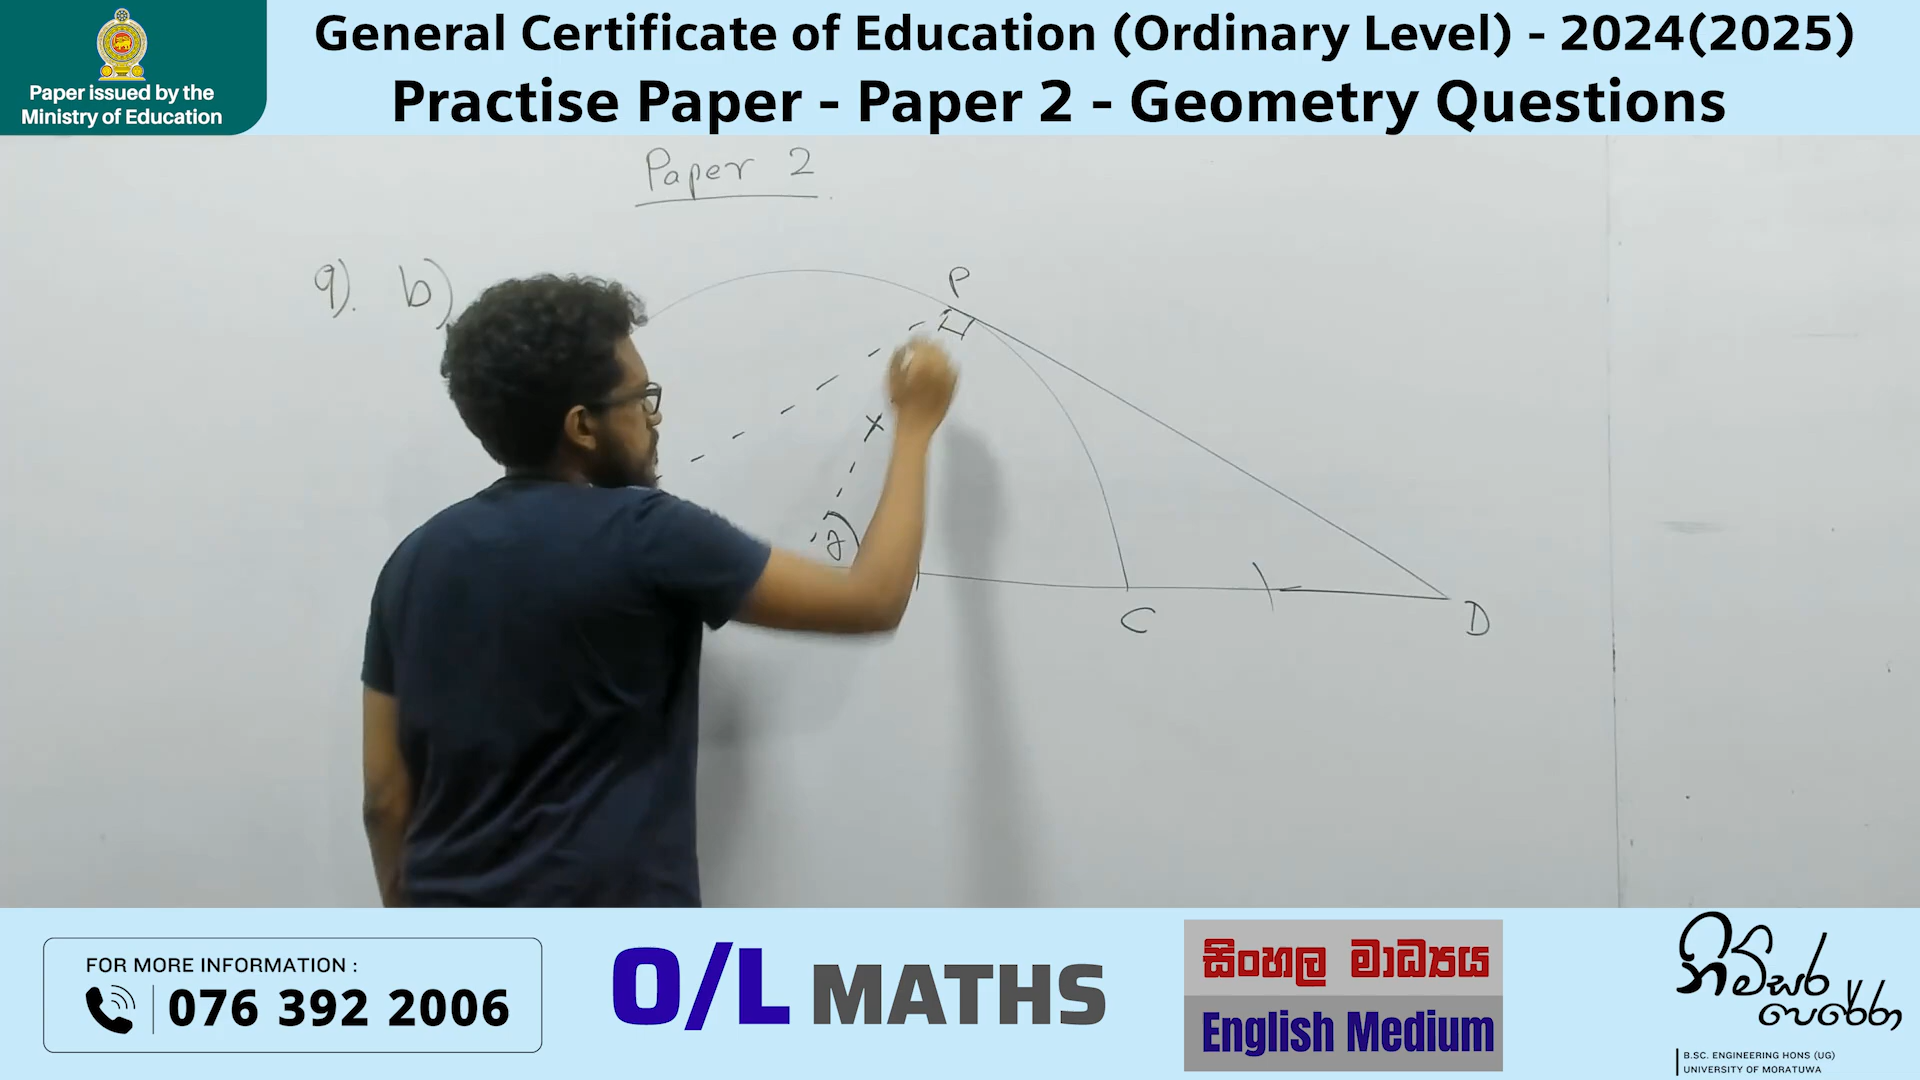 Paper issued by the
Ministry of Education
General Certificate of Education (Ordinary Level) - 2024(2025)
Practise Paper - Paper 2 - Geometry Questions
Paper 2
9). b)
P
C
D
FOR MORE INFORMATION :
076 392 2006
O/L MATHS
සිංහල මාධ්‍යය
English Medium
නිම්සර
පෙරේරා
B.SC. ENGINEERING HONS (UG)
UNIVERSITY OF MORATUWA